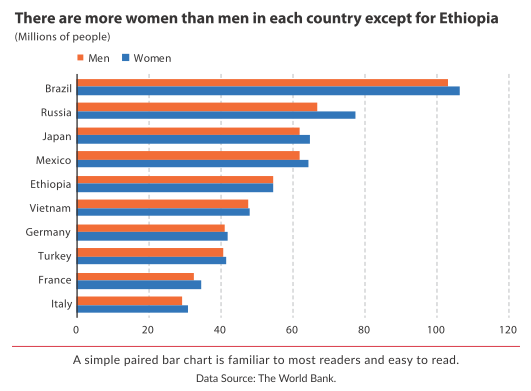 There are more women than men in each country except for Ethiopia
(Millions of people)
Men Women
Brazil
Russia
Japan
Mexico
Ethiopia
Vietnam
Germany
Turkey
France
Italy
0 20 40 60 80 100 120
A simple paired bar chart is familiar to most readers and easy to read.
Data Source: The World Bank.